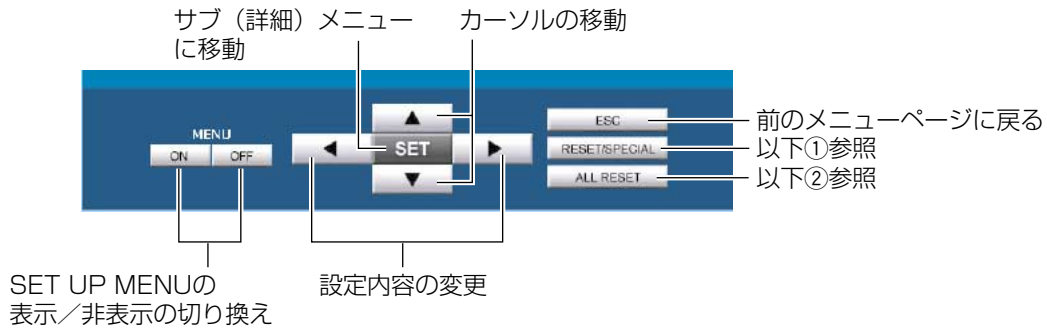 サブ（詳細）メニュー
に移動
カーソルの移動
MENU
ON OFF
▲
◀ SET ▶
▼
ESC
RESET/SPECIAL
ALL RESET
前のメニューページに戻る
以下①参照
以下②参照
SET UP MENUの
表示／非表示の切り換え
設定内容の変更